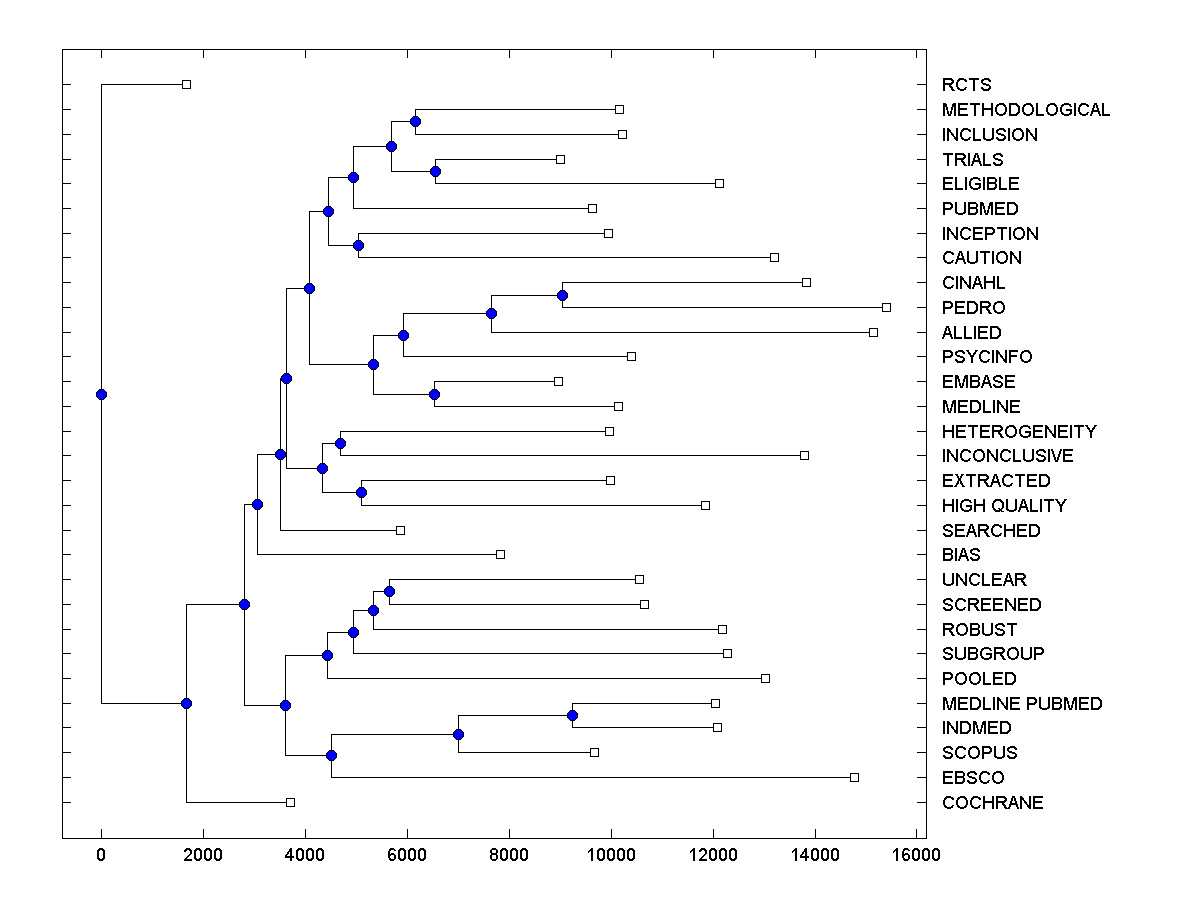 RCTS
METHODOLOGICAL
INCLUSION
TRIALS
ELIGIBLE
PUBMED
INCEPTION
CAUTION
CINAHL
PEDRO
ALLIED
PSYCINFO
EMBASE
MEDLINE
HETEROGENEITY
INCONCLUSIVE
EXTRACTED
HIGH QUALITY
SEARCHED
BIAS
UNCLEAR
SCREENED
ROBUST
SUBGROUP
POOLED
MEDLINE PUBMED
INDMED
SCOPUS
EBSCO
COCHRANE
0 2000 4000 6000 8000 10000 12000 14000 16000